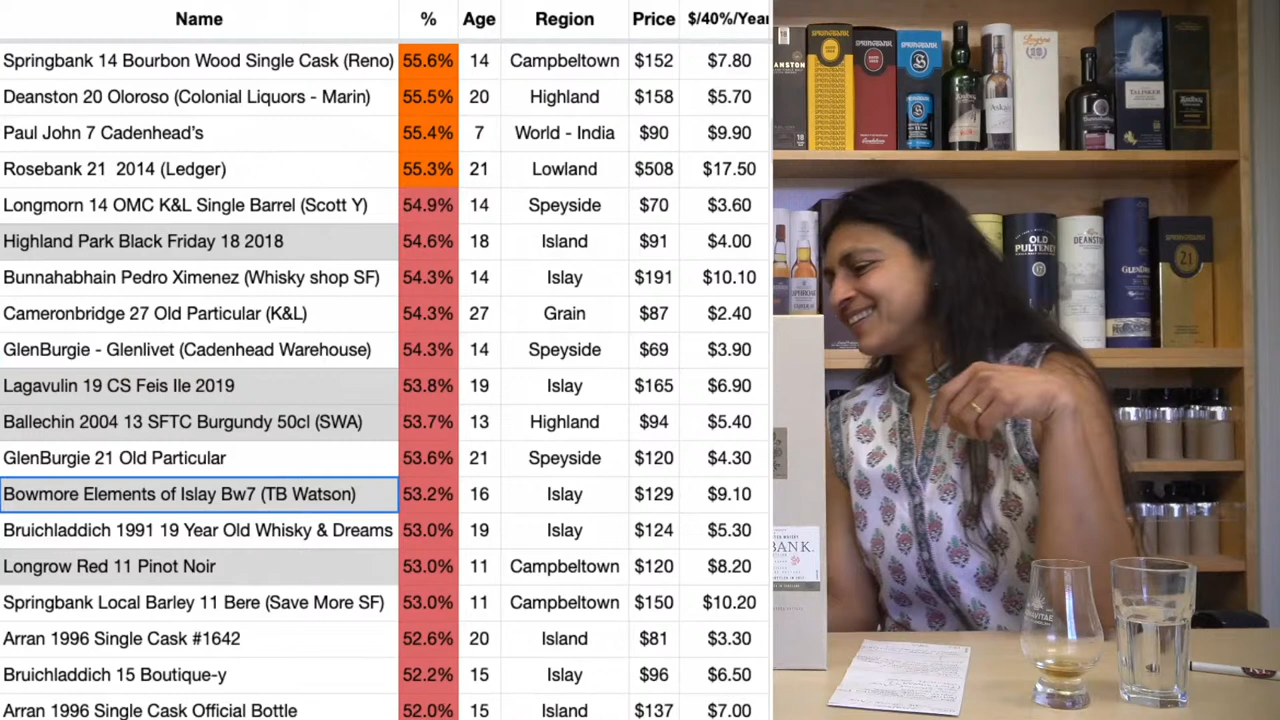 Name % Age Region Price $/40%/Year
Springbank 14 Bourbon Wood Single Cask (Reno) 55.6% 14 Campbeltown $152 $7.80
Deanston 20 Oloroso (Colonial Liquors - Marin) 55.5% 20 Highland $158 $5.70
Paul John 7 Cadenhead's 55.4% 7 World - India $90 $9.90
Rosebank 21 2014 (Ledger) 55.3% 21 Lowland $508 $17.50
Longmorn 14 OMC K&L Single Barrel (Scott Y) 54.9% 14 Speyside $70 $3.60
Highland Park Black Friday 18 2018 54.6% 18 Island $91 $4.00
Bunnahabhain Pedro Ximenez (Whisky shop SF) 54.3% 14 Islay $191 $10.10
Cameronbridge 27 Old Particular (K&L) 54.3% 27 Grain $87 $2.40
GlenBurgie - Glenlivet (Cadenhead Warehouse) 54.3% 14 Speyside $69 $3.90
Lagavulin 19 CS Feis Ile 2019 53.8% 19 Islay $165 $6.90
Ballechin 2004 13 SFTC Burgundy 50cl (SWA) 53.7% 13 Highland $94 $5.40
GlenBurgie 21 Old Particular 53.6% 21 Speyside $120 $4.30
Bowmore Elements of Islay Bw7 (TB Watson) 53.2% 16 Islay $129 $9.10
Bruichladdich 1991 19 Year Old Whisky & Dreams 53.0% 19 Islay $124 $5.30
Longrow Red 11 Pinot Noir 53.0% 11 Campbeltown $120 $8.20
Springbank Local Barley 11 Bere (Save More SF) 53.0% 11 Campbeltown $150 $10.20
Arran 1996 Single Cask #1642 52.6% 20 Island $81 $3.30
Bruichladdich 15 Boutique-y 52.2% 15 Islay $96 $6.50
Arran 1996 Single Cask Official Bottle 52.0% 15 Island $137 $7.00
SPRINGBANK
SPRINGBANK
TALISKER
OLD
PULTENEY
DEANSTON
SPRINGBANK
21
BANK.